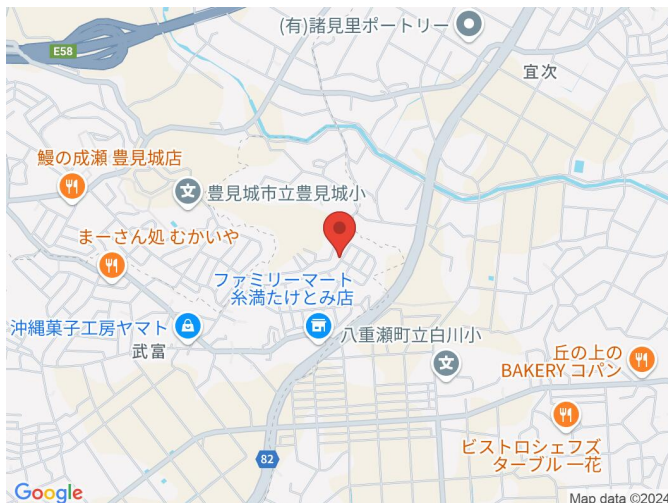 (有)諸見里ポートリー
E58
宜次
鰻の成瀬 豊見城店
豊見城市立豊見城小
まーさん処 むかいや
ファミリーマート
糸満たけとみ店
沖縄菓子工房ヤマト
武富
八重瀬町立白川小
丘の上の
BAKERY コパン
ビストロシェフズ
ターブル 一花
82
Google
Map data ©2024